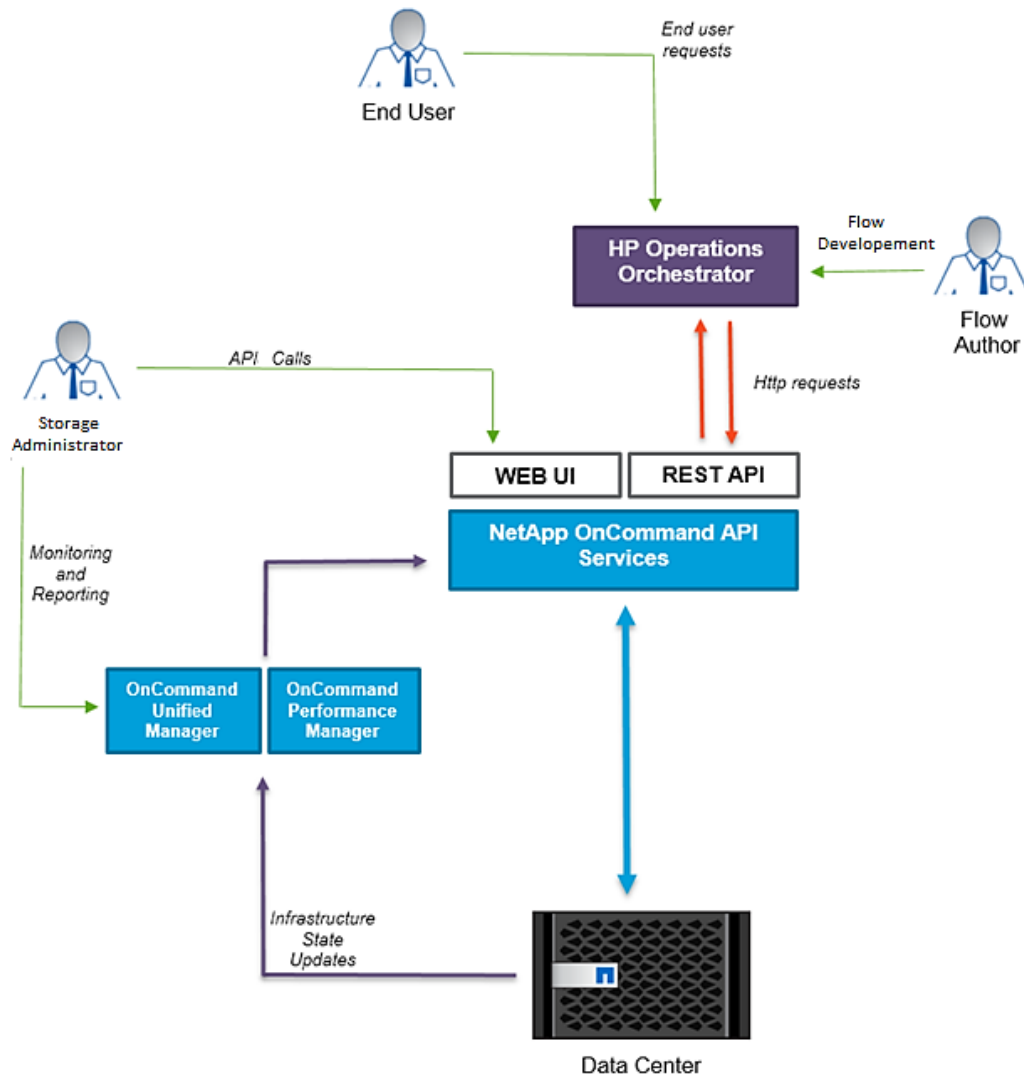 End user
requests
End User
HP Operations
Orchestrator
Flow
Developement
Flow
Author
API Calls
Http requests
Storage
Administrator
WEB UI
REST API
NetApp OnCommand API
Services
Monitoring
and
Reporting
OnCommand
Unified
Manager
OnCommand
Performance
Manager
Infrastructure
State
Updates
Data Center